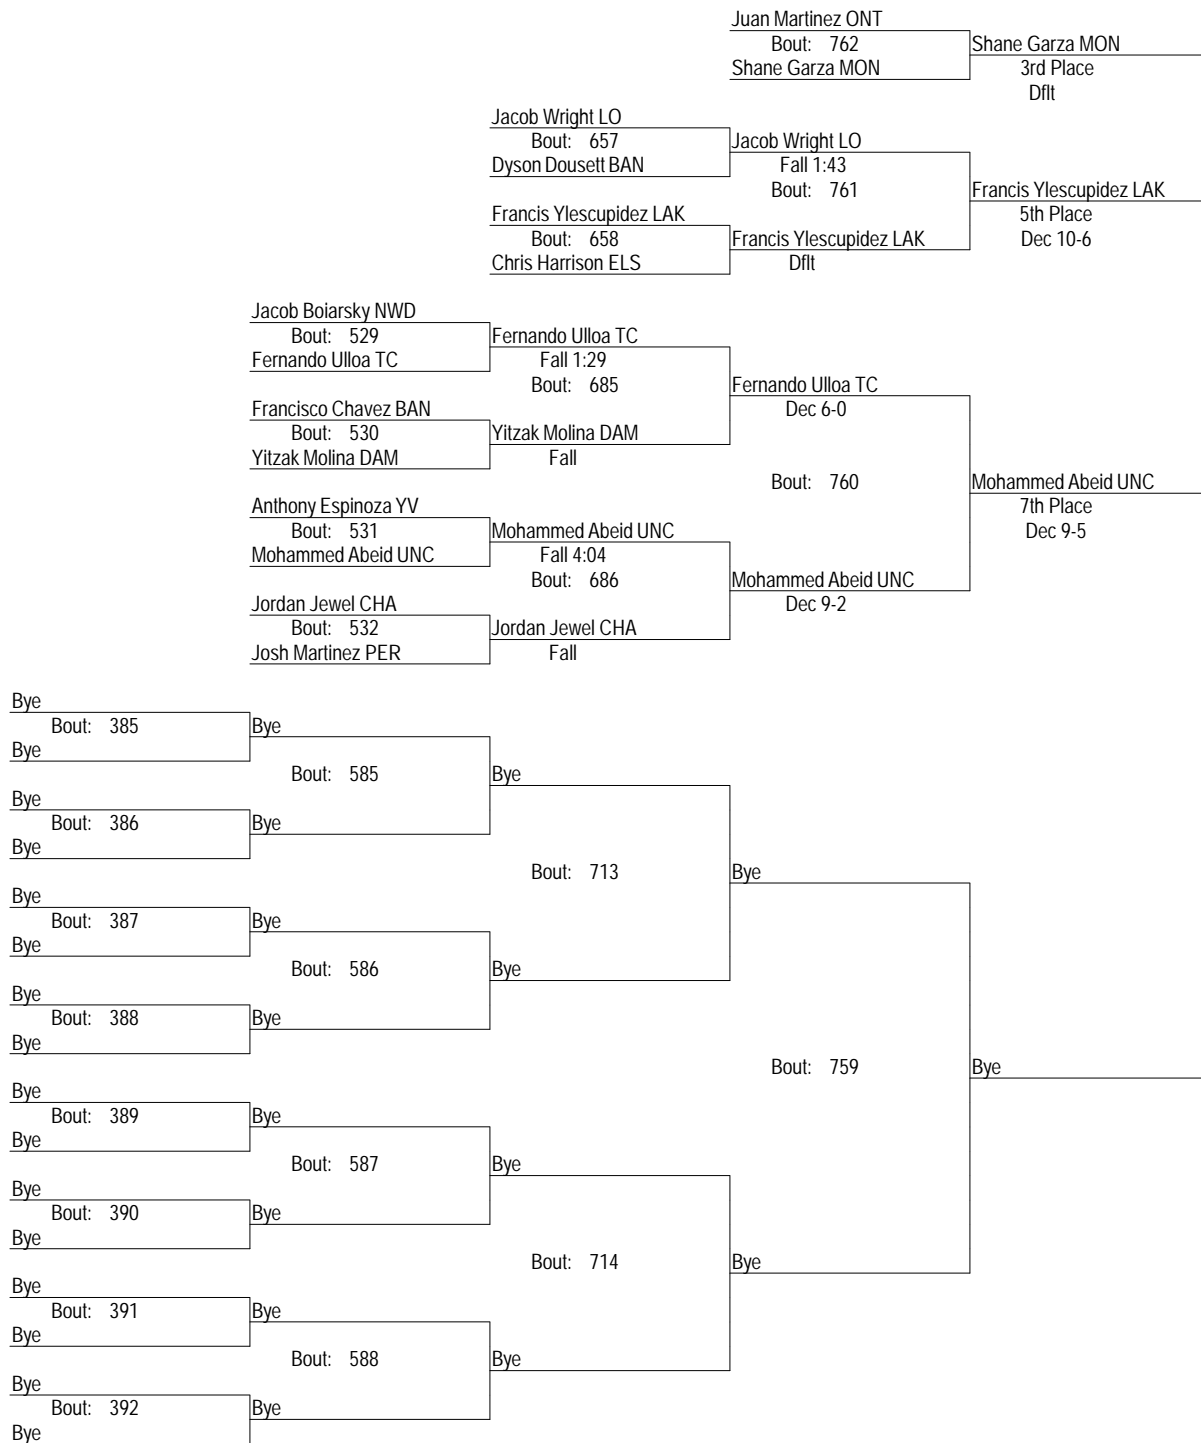 Juan Martinez ONT
Bout: 762
Shane Garza MON
Shane Garza MON
3rd Place
Dflt
Jacob Wright LO
Bout: 657
Dyson Dousett BAN
Jacob Wright LO
Fall 1:43
Bout: 761
Francis Ylescupidez LAK
5th Place
Dec 10-6
Francis Ylescupidez LAK
Bout: 658
Chris Harrison ELS
Francis Ylescupidez LAK
Dflt
Jacob Boiarsky NWD
Bout: 529
Fernando Ulloa TC
Fernando Ulloa TC
Fall 1:29
Bout: 685
Fernando Ulloa TC
Dec 6-0
Francisco Chavez BAN
Bout: 530
Yitzak Molina DAM
Yitzak Molina DAM
Fall
Bout: 760
Mohammed Abeid UNC
7th Place
Dec 9-5
Anthony Espinoza YV
Bout: 531
Mohammed Abeid UNC
Mohammed Abeid UNC
Fall 4:04
Bout: 686
Mohammed Abeid UNC
Dec 9-2
Jordan Jewel CHA
Bout: 532
Josh Martinez PER
Jordan Jewel CHA
Fall
Bye
Bout: 385
Bye
Bye
Bout: 585
Bye
Bye
Bout: 386
Bye
Bye
Bout: 713
Bye
Bye
Bout: 387
Bye
Bye
Bout: 586
Bye
Bye
Bout: 388
Bye
Bye
Bout: 759
Bye
Bye
Bout: 389
Bye
Bye
Bout: 587
Bye
Bye
Bout: 390
Bye
Bye
Bout: 714
Bye
Bye
Bout: 391
Bye
Bye
Bout: 588
Bye
Bye
Bout: 392
Bye
Bye